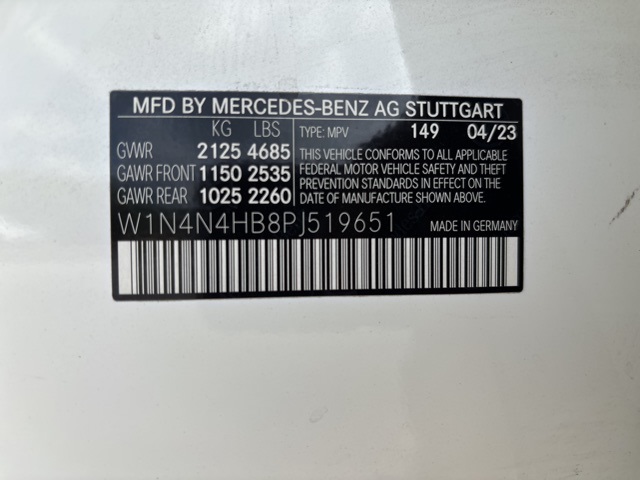 MFD BY MERCEDES-BENZ AG STUTTGART
KG LBS
GVWR 2125 4685
GAWR FRONT 1150 2535
GAWR REAR 1025 2260
TYPE: MPV 149 04/23
THIS VEHICLE CONFORMS TO ALL APPLICABLE
FEDERAL MOTOR VEHICLE SAFETY AND THEFT
PREVENTION STANDARDS IN EFFECT ON THE
DATE OF MANUFACTURE SHOWN ABOVE.
W1N4N4HB8PJ519651
MADE IN GERMANY